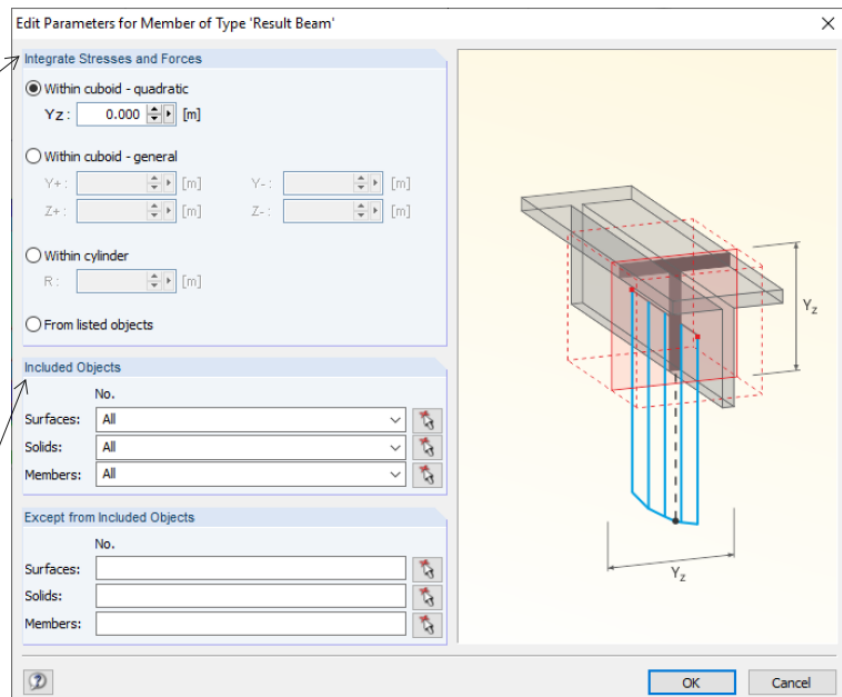 Edit Parameters for Member of Type 'Result Beam'
Integrate Stresses and Forces
Within cuboid - quadratic
Yz : 0.000 [m]
Within cuboid - general
Y+ : [m] Y- : [m]
Z+ : [m] Z- : [m]
Within cylinder
R : [m]
From listed objects
Included Objects
No.
Surfaces: All
Solids: All
Members: All
Except from Included Objects
No.
Surfaces:
Solids:
Members:
Yz
Yz
OK Cancel